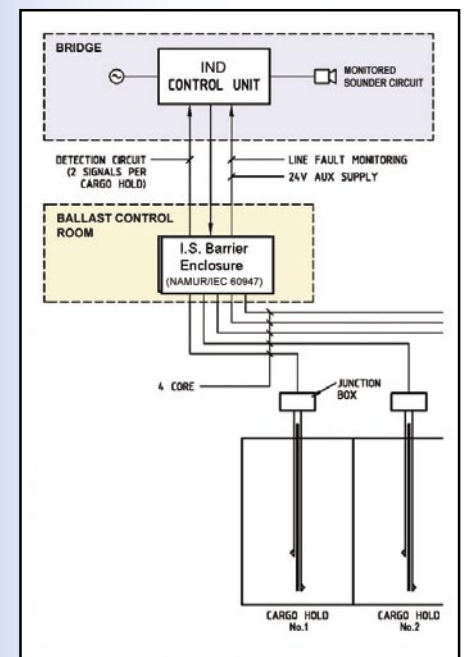 BRIDGE
IND
CONTROL UNIT
MONITORED
SOUNDER CIRCUIT
DETECTION CIRCUIT
(2 SIGNALS PER
CARGO HOLD)
LINE FAULT MONITORING
24V AUX SUPPLY
BALLAST CONTROL
ROOM
I.S. Barrier
Enclosure
(NAMUR/IEC 60947)
4 CORE
JUNCTION
BOX
CARGO HOLD
No.1
CARGO HOLD
No.2